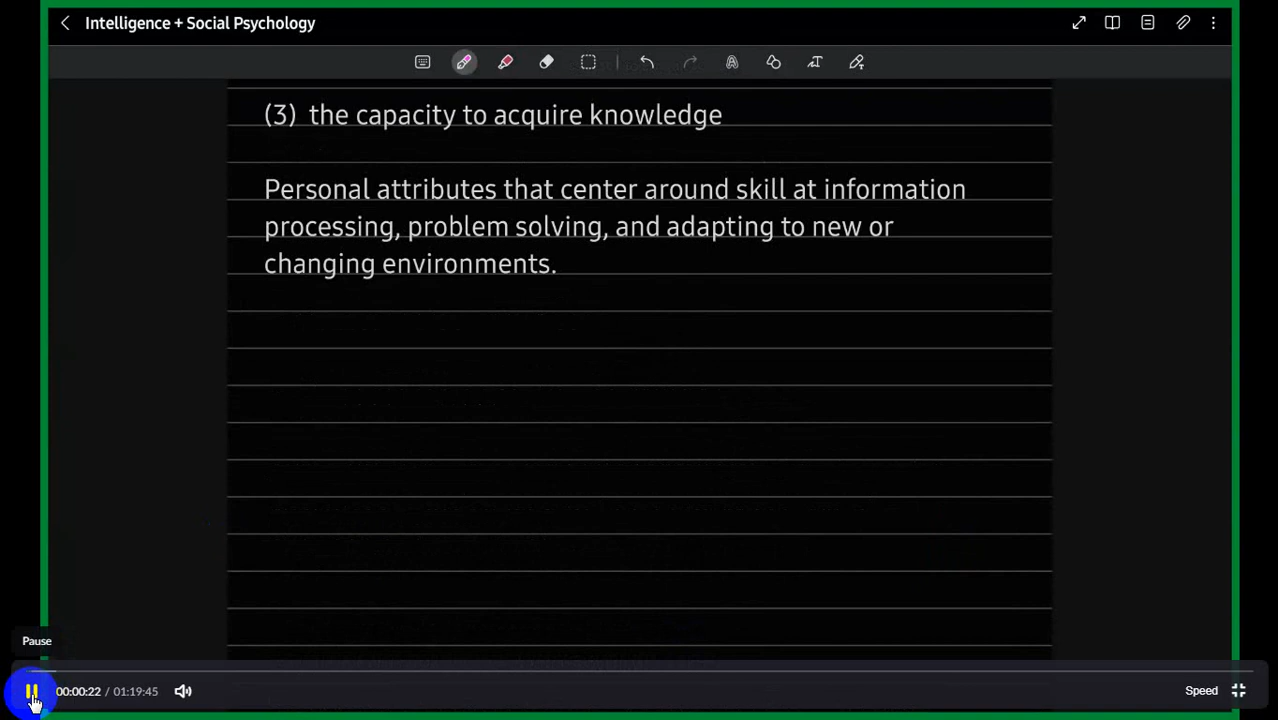 Intelligence + Social Psychology
(3) the capacity to acquire knowledge
Personal attributes that center around skill at information
processing, problem solving, and adapting to new or
changing environments.
Pause
00:00:22 / 01:19:45
Speed